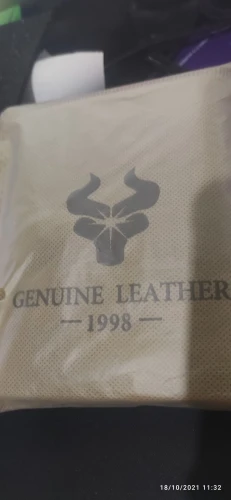 GENUINE LEATHER
— 1998 —
18/10/2021 11:32